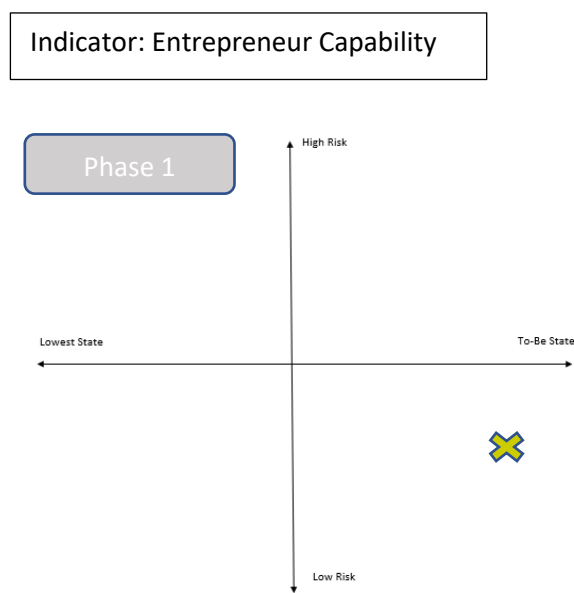 Indicator: Entrepreneur Capability
Phase 1
High Risk
Lowest State
To-Be State
Low Risk